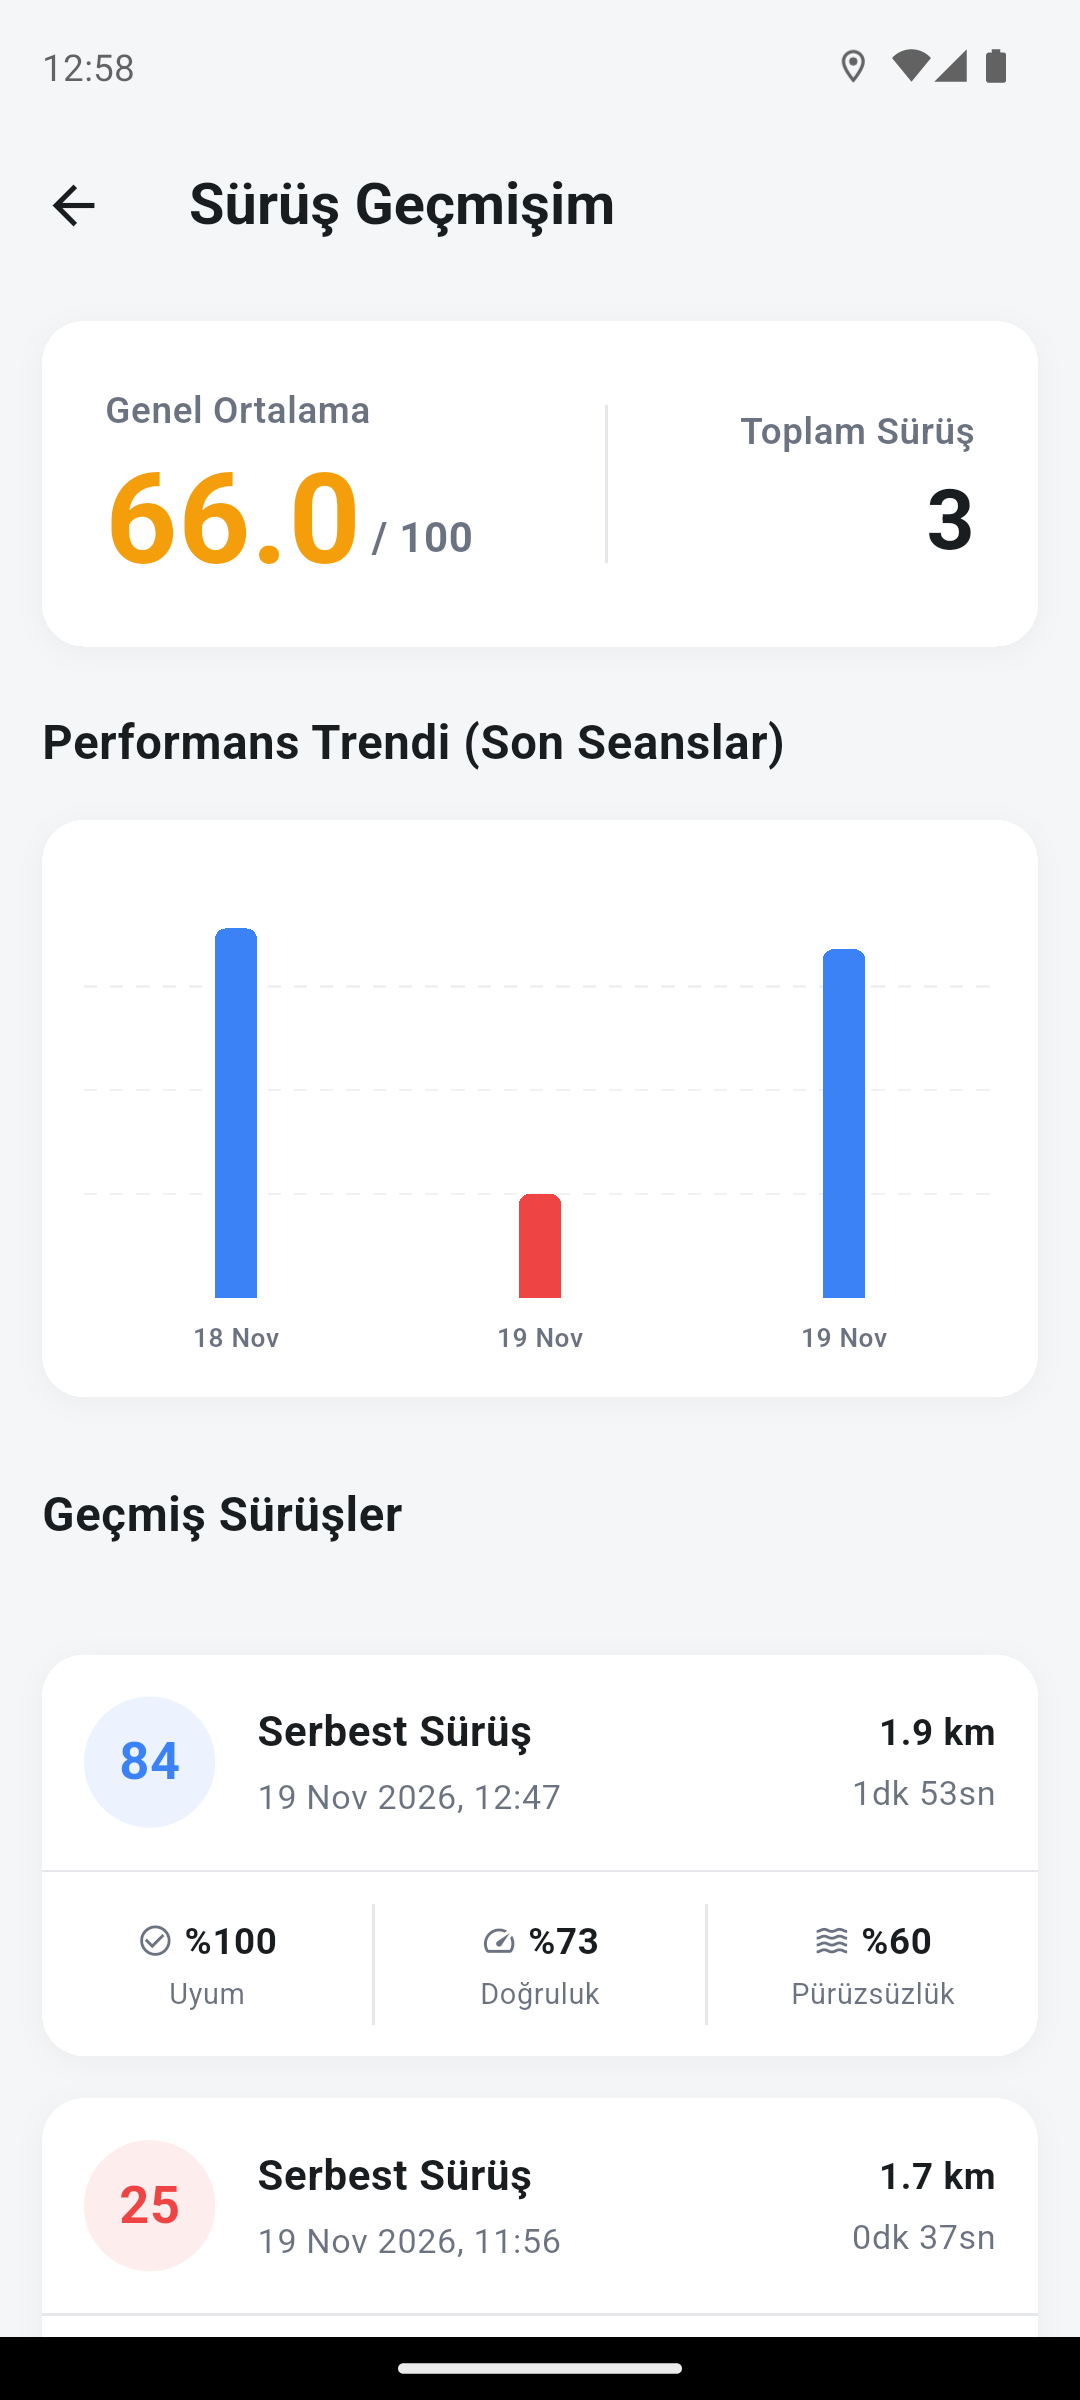 12:58
Sürüş Geçmişim
Genel Ortalama
66.0 / 100
Toplam Sürüş
3
Performans Trendi (Son Seanslar)
18 Nov
19 Nov
19 Nov
Geçmiş Sürüşler
84
Serbest Sürüş
19 Nov 2026, 12:47
1.9 km
1dk 53sn
%100
Uyum
%73
Doğruluk
%60
Pürüzsüzlük
25
Serbest Sürüş
19 Nov 2026, 11:56
1.7 km
0dk 37sn